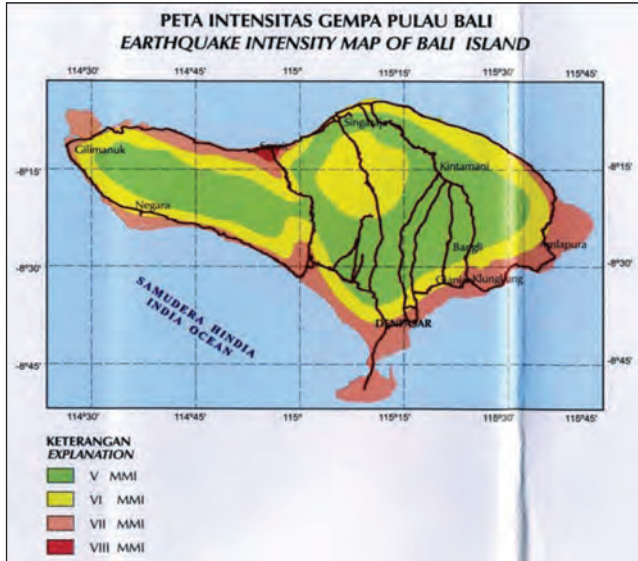 PETA INTENSITAS GEMPA PULAU BALI
EARTHQUAKE INTENSITY MAP OF BALI ISLAND
114°30' 114°45' 115° 115°15' 115°30' 115°45'
Singaraja
Gilimanuk
-8°15' Kintamani -8°15'
Negara
Bangli
-8°30' Klungkung -8°30'
SAMUDERA HINDIA
INDIA OCEAN
DENPASAR
-8°45' -8°45'
114°30' 114°45' 115° 115°15' 115°30' 115°45'
KETERANGAN
EXPLANATION
V MMI
VI MMI
VII MMI
VIII MMI